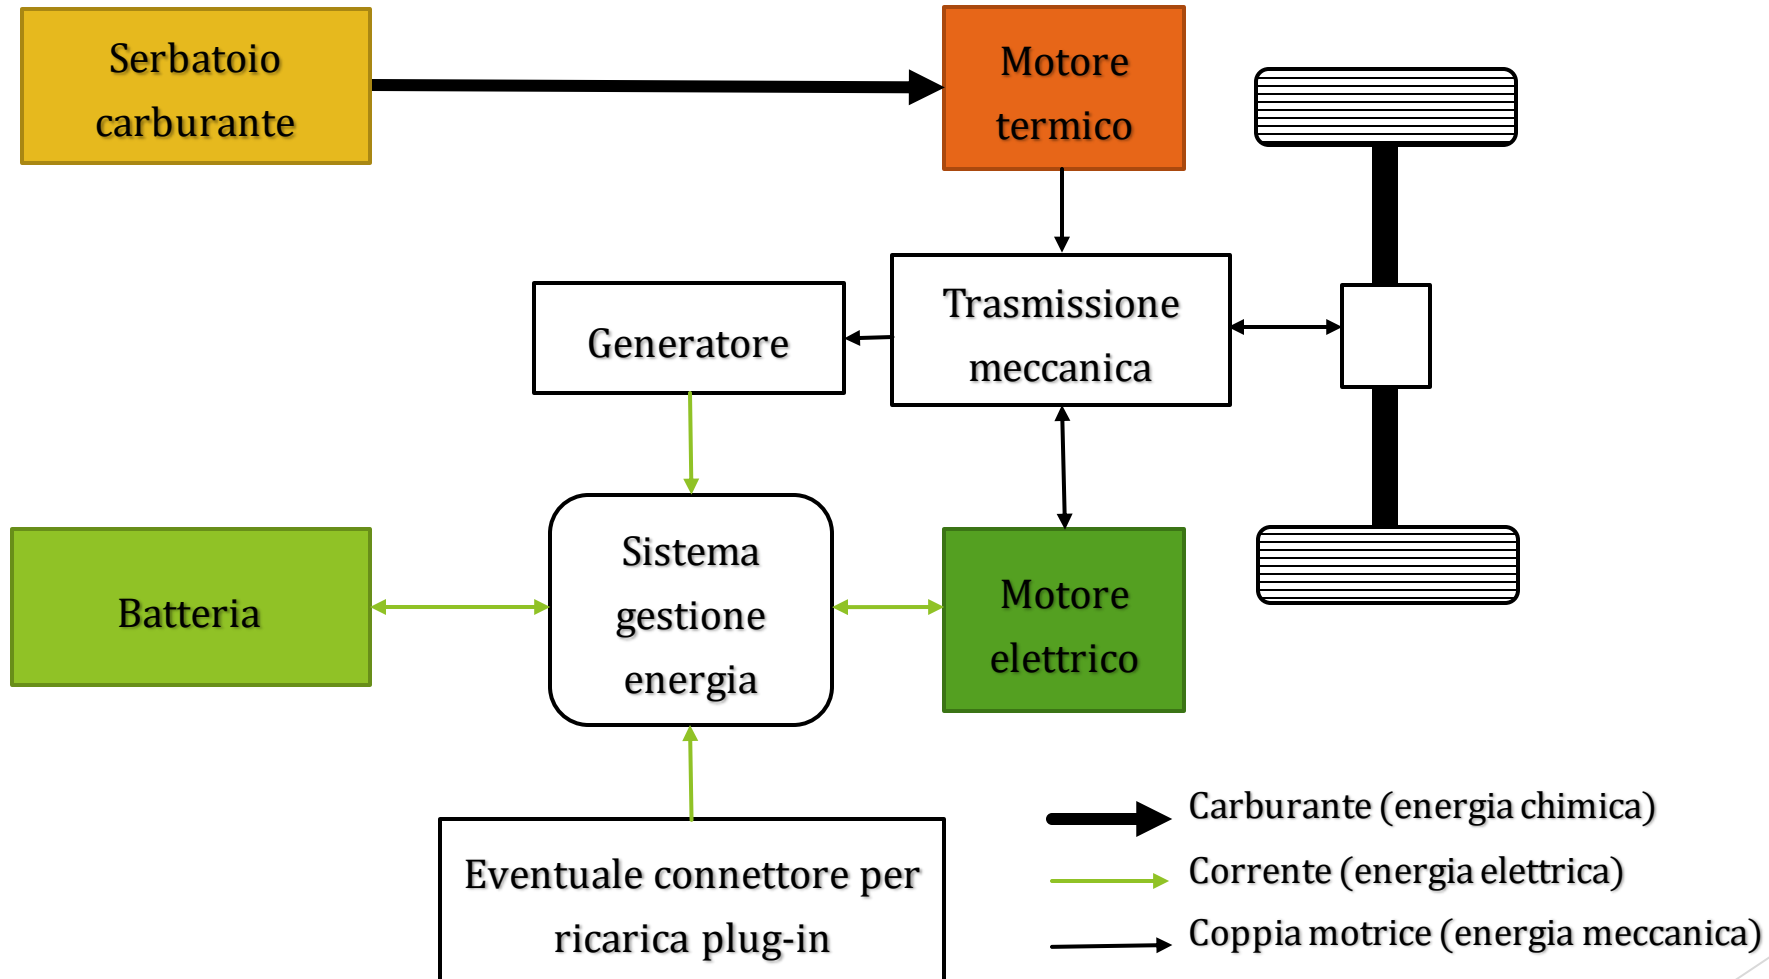 Serbatoio
carburante
Motore
termico
Generatore
Trasmissione
meccanica
Batteria
Sistema
gestione
energia
Motore
elettrico
Eventuale connettore per
ricarica plug-in
Carburante (energia chimica)
Corrente (energia elettrica)
Coppia motrice (energia meccanica)